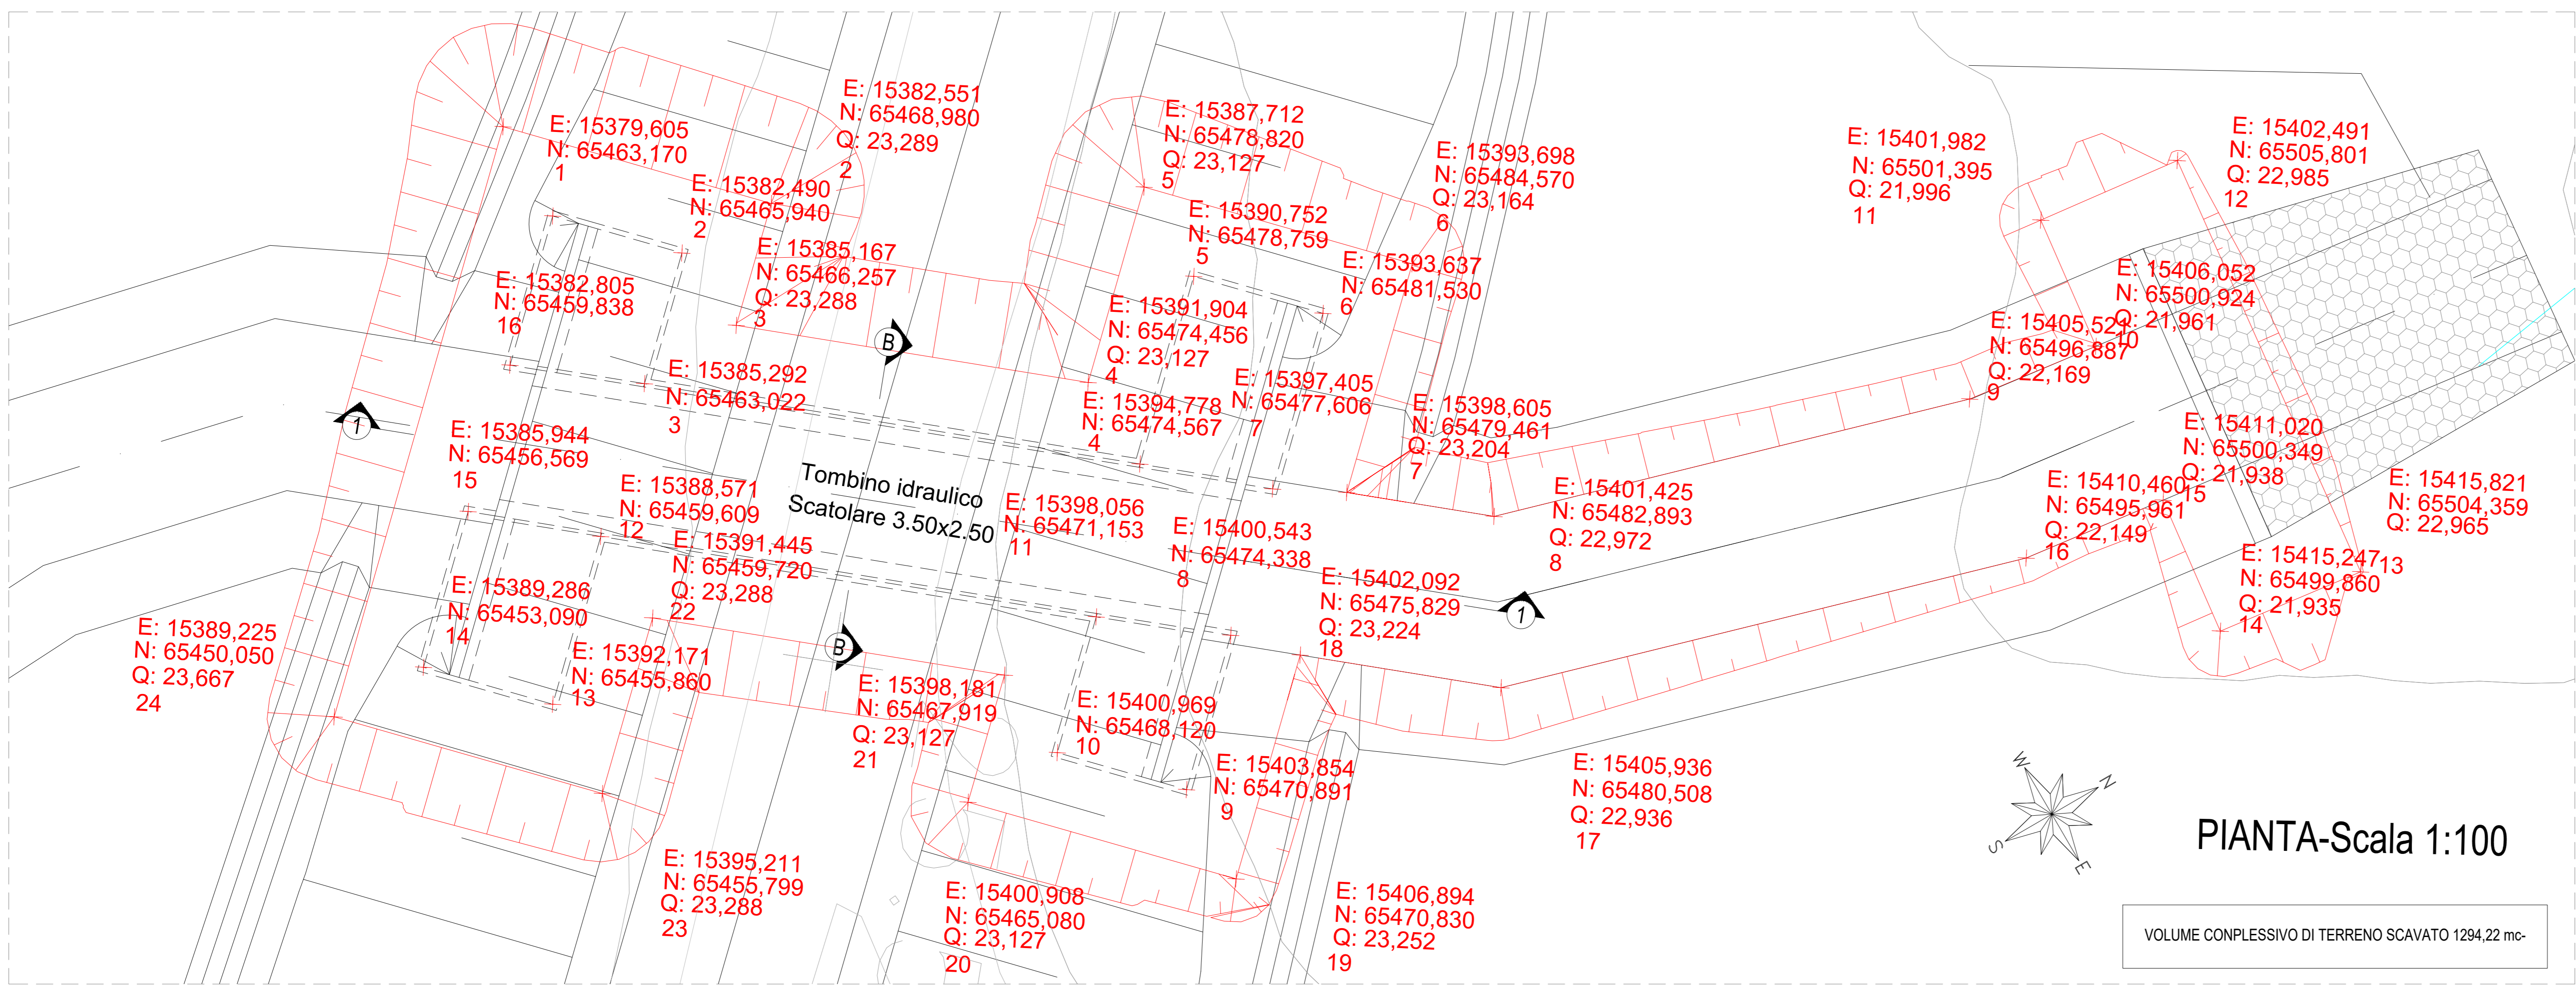 E: 15379,605
N: 65463,170
1
E: 15382,551
N: 65468,980
Q: 23,289
2
E: 15382,490
N: 65465,940
2
E: 15385,167
N: 65466,257
Q: 23,288
3
E: 15382,805
N: 65459,838
16
E: 15385,292
N: 65463,022
3
E: 15387,712
N: 65478,820
Q: 23,127
5
E: 15390,752
N: 65478,759
5
E: 15393,698
N: 65484,570
Q: 23,164
6
E: 15393,637
N: 65481,530
6
E: 15391,904
N: 65474,456
Q: 23,127
4
E: 15394,778
N: 65474,567
4
E: 15397,405
N: 65477,606
7
E: 15398,605
N: 65479,461
Q: 23,204
7
B
1
E: 15385,944
N: 65456,569
15
E: 15388,571
N: 65459,609
12
E: 15391,445
N: 65459,720
Q: 23,288
22
Tombino idraulico
Scatolare 3.50x2.50
E: 15398,056
N: 65471,153
11
E: 15400,543
N: 65474,338
8
E: 15402,092
N: 65475,829
Q: 23,224
18
1
E: 15401,425
N: 65482,893
Q: 22,972
8
E: 15389,286
N: 65453,090
14
E: 15389,225
N: 65450,050
Q: 23,667
24
E: 15392,171
N: 65455,860
13
B
E: 15398,181
N: 65467,919
Q: 23,127
21
E: 15400,969
N: 65468,120
10
E: 15403,854
N: 65470,891
9
E: 15405,936
N: 65480,508
Q: 22,936
17
E: 15395,211
N: 65455,799
Q: 23,288
23
E: 15400,908
N: 65465,080
Q: 23,127
20
E: 15406,894
N: 65470,830
Q: 23,252
19
E: 15401,982
N: 65501,395
Q: 21,996
11
E: 15402,491
N: 65505,801
Q: 22,985
12
E: 15406,052
N: 65500,924
Q: 21,961
10
E: 15405,521
N: 65496,887
Q: 22,169
9
E: 15411,020
N: 65500,349
Q: 21,938
15
E: 15410,460
N: 65495,961
Q: 22,149
16
E: 15415,821
N: 65504,359
Q: 22,965
13
E: 15415,247
N: 65499,860
Q: 21,935
14
W
N
S
E
PIANTA-Scala 1:100
VOLUME CONPLESSIVO DI TERRENO SCAVATO 1294,22 mc-